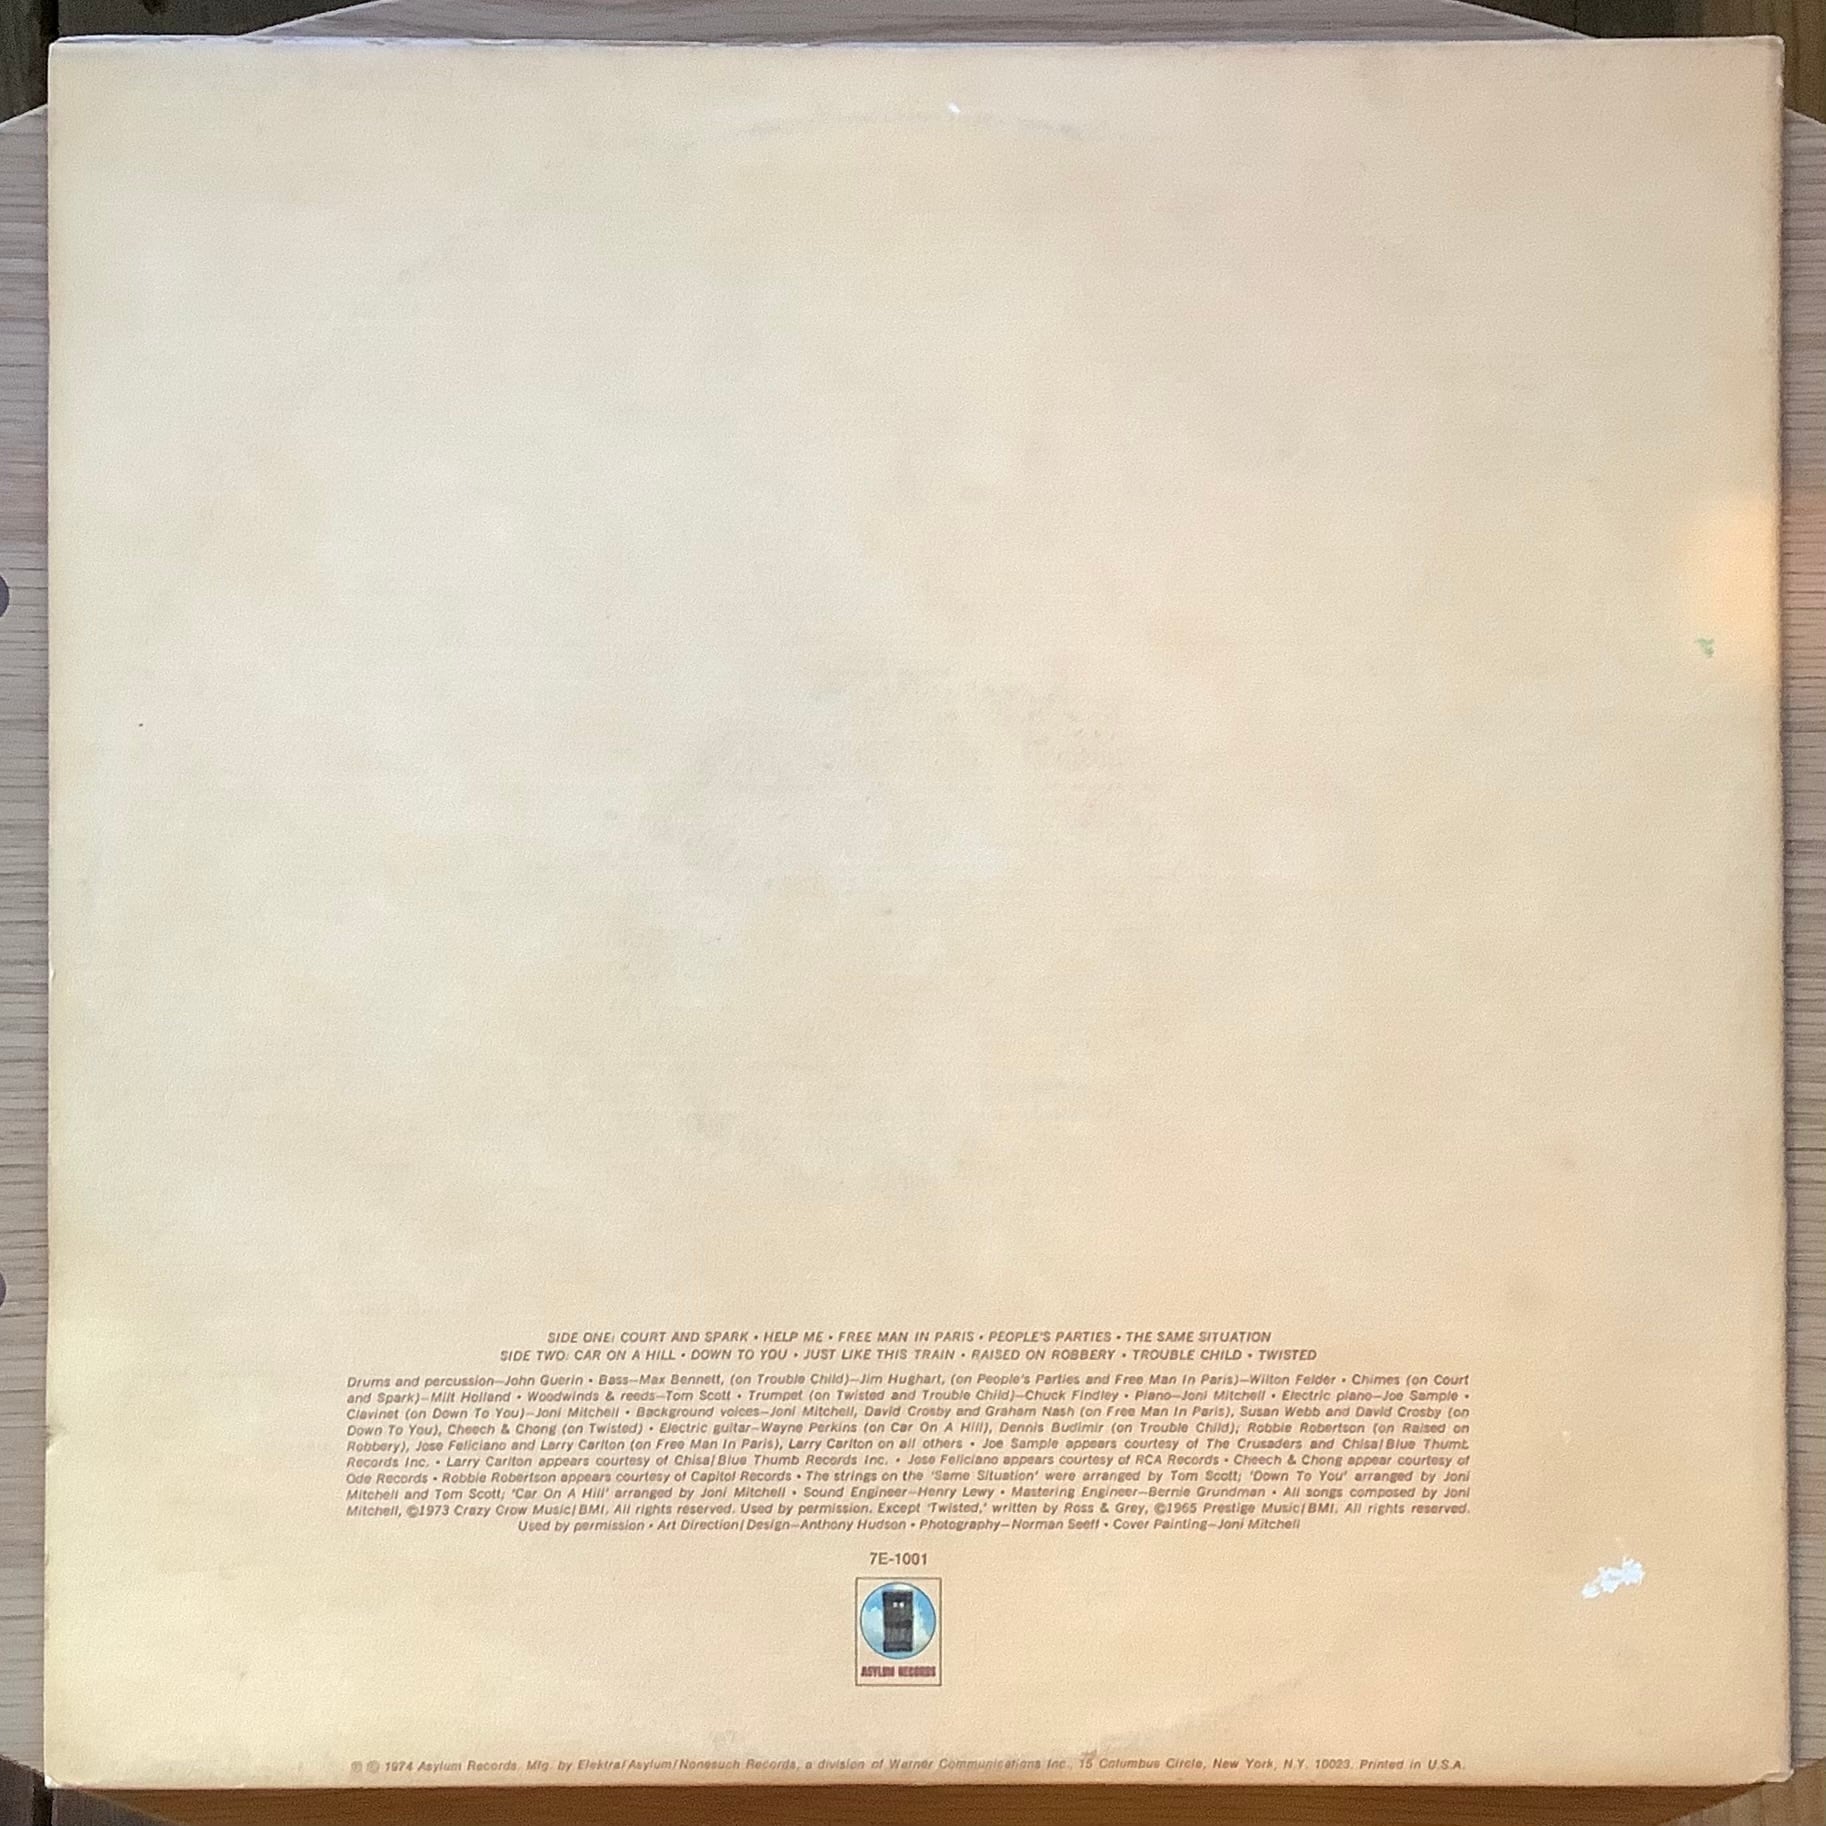 SIDE ONE: COURT AND SPARK • HELP ME • FREE MAN IN PARIS • PEOPLE'S PARTIES • THE SAME SITUATION
SIDE TWO: CAR ON A HILL • DOWN TO YOU • JUST LIKE THIS TRAIN • RAISED ON ROBBERY • TROUBLE CHILD • TWISTED
Drums and percussion—John Guerin • Bass—Max Bennett, (on Trouble Child)—Jim Hughart, (on People's Parties and Free Man In Paris)—Wilton Felder • Chimes (on Court
and Spark)—Milt Holland • Woodwinds & reeds—Tom Scott • Trumpet (on Twisted and Trouble Child)—Chuck Findley • Piano—Joni Mitchell • Electric piano—Joe Sample •
Clavinet (on Down To You)—Joni Mitchell • Background voices—Joni Mitchell, David Crosby and Graham Nash (on Free Man In Paris), Susan Webb and David Crosby (on
Down To You), Cheech & Chong (on Twisted) • Electric guitar—Wayne Perkins (on Car On A Hill), Dennis Budimir (on Trouble Child); Robbie Robertson (on Raised on
Robbery), Jose Feliciano and Larry Carlton (on Free Man In Paris), Larry Carlton on all others • Joe Sample appears courtesy of The Crusaders and Chisa/Blue Thumb
Records Inc. • Larry Carlton appears courtesy of Chisa/Blue Thumb Records Inc. • Jose Feliciano appears courtesy of RCA Records • Cheech & Chong appear courtesy of
Ode Records • Robbie Robertson appears courtesy of Capitol Records • The strings on the 'Same Situation' were arranged by Tom Scott; 'Down To You' arranged by Joni
Mitchell and Tom Scott; 'Car On A Hill' arranged by Joni Mitchell • Sound Engineer—Henry Lewy • Mastering Engineer—Bernie Grundman • All songs composed by Joni
Mitchell, ©1973 Crazy Crow Music/BMI. All rights reserved. Used by permission. Except 'Twisted,' written by Ross & Grey, ©1965 Prestige Music/BMI. All rights reserved.
Used by permission • Art Direction/Design—Anthony Hudson • Photography—Norman Seeff • Cover Painting—Joni Mitchell
7E-1001
ASYLUM RECORDS
℗ © 1974 Asylum Records. Mfg. by Elektra/Asylum/Nonesuch Records, a division of Warner Communications Inc., 15 Columbus Circle, New York, N.Y. 10023. Printed in U.S.A.